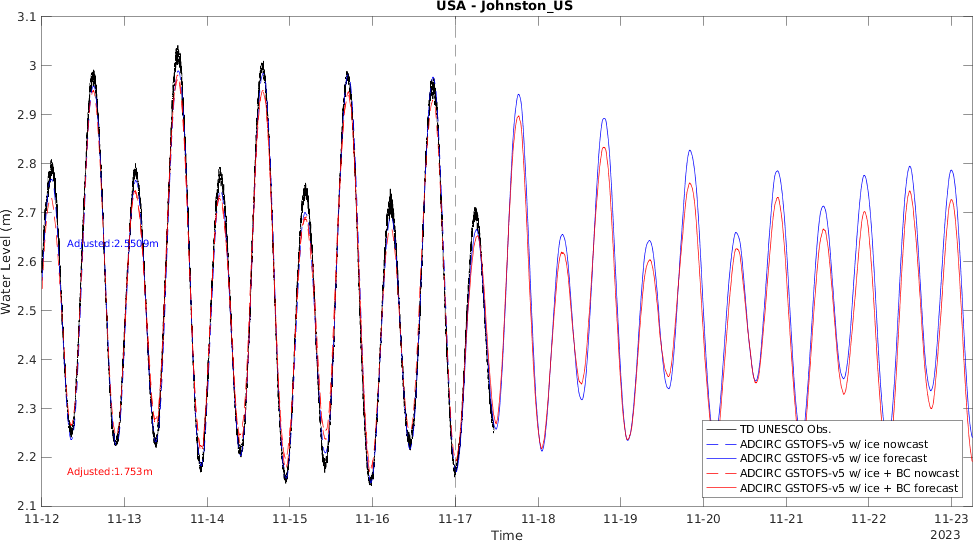 USA - Johnston_US
3.1
3
2.9
2.8
2.7
2.6
2.5
2.4
2.3
2.2
2.1
Water Level (m)
Adjusted:2.5509m
Adjusted:1.753m
TD UNESCO Obs.
ADCIRC GSTOFS-v5 w/ ice nowcast
ADCIRC GSTOFS-v5 w/ ice forecast
ADCIRC GSTOFS-v5 w/ ice + BC nowcast
ADCIRC GSTOFS-v5 w/ ice + BC forecast
11-12 11-13 11-14 11-15 11-16 11-17 11-18 11-19 11-20 11-21 11-22 11-23
2023
Time